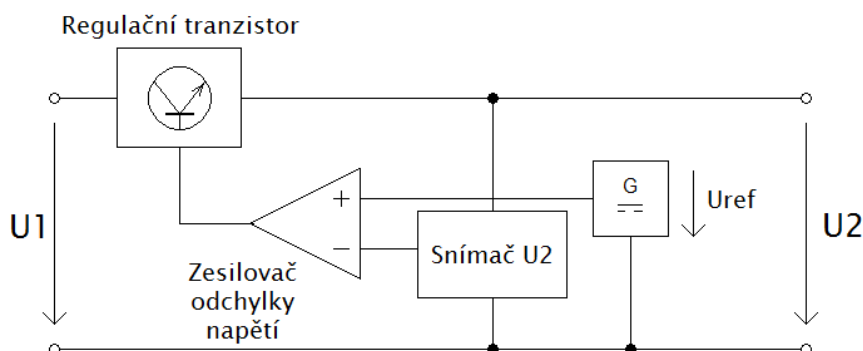 Regulační tranzistor
U1
+
−
G
Uref
U2
Snímač U2
Zesilovač
odchylky
napětí